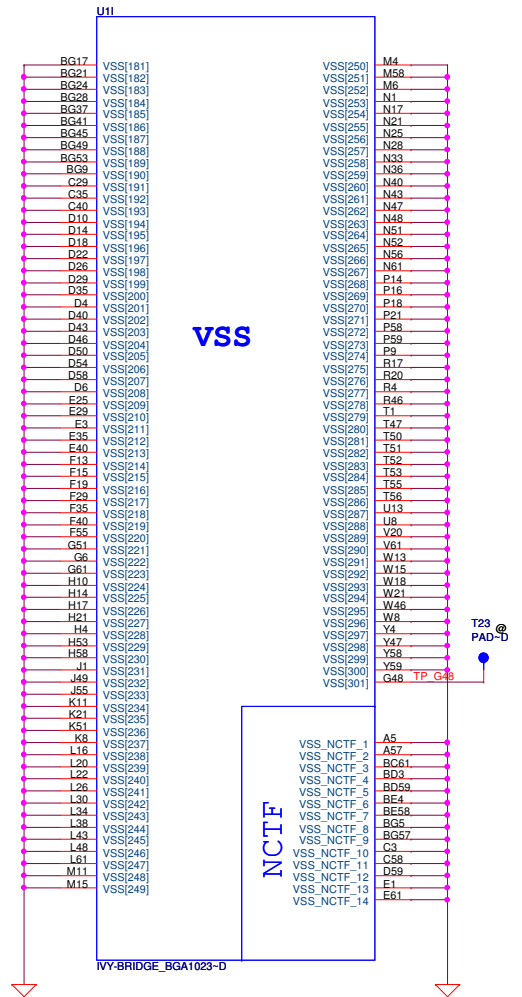 U1I
BG17 VSS[181] VSS[250] M4
BG21 VSS[182] VSS[251] M58
BG24 VSS[183] VSS[252] M6
BG28 VSS[184] VSS[253] N1
BG37 VSS[185] VSS[254] N17
BG41 VSS[186] VSS[255] N21
BG45 VSS[187] VSS[256] N25
BG49 VSS[188] VSS[257] N28
BG53 VSS[189] VSS[258] N33
BG9 VSS[190] VSS[259] N36
C29 VSS[191] VSS[260] N40
C35 VSS[192] VSS[261] N43
C40 VSS[193] VSS[262] N47
D10 VSS[194] VSS[263] N48
D14 VSS[195] VSS[264] N51
D18 VSS[196] VSS[265] N52
D22 VSS[197] VSS[266] N56
D26 VSS[198] VSS[267] N61
D29 VSS[199] VSS[268] P14
D35 VSS[200] VSS[269] P16
D4 VSS[201] VSS[270] P18
D40 VSS[202] VSS[271] P21
D43 VSS[203] VSS[272] P58
D46 VSS[204] VSS[273] P59
D50 VSS[205] VSS[274] P9
D54 VSS[206] VSS[275] R17
D58 VSS[207] VSS[276] R20
D6 VSS[208] VSS[277] R4
E25 VSS[209] VSS[278] R46
E29 VSS[210] VSS[279] T1
E3 VSS[211] VSS[280] T47
E35 VSS[212] VSS[281] T50
E40 VSS[213] VSS[282] T51
F13 VSS[214] VSS[283] T52
F15 VSS[215] VSS[284] T53
F19 VSS[216] VSS[285] T55
F29 VSS[217] VSS[286] T56
F35 VSS[218] VSS[287] U13
F40 VSS[219] VSS[288] U8
F55 VSS[220] VSS[289] V20
G51 VSS[221] VSS[290] V61
G6 VSS[222] VSS[291] W13
G61 VSS[223] VSS[292] W15
H10 VSS[224] VSS[293] W18
H14 VSS[225] VSS[294] W21
H17 VSS[226] VSS[295] W46
H21 VSS[227] VSS[296] W8
H4 VSS[228] VSS[297] Y4
H53 VSS[229] VSS[298] Y47
H58 VSS[230] VSS[299] Y58
J1 VSS[231] VSS[300] Y59
J49 VSS[232] VSS[301] G48 TP_G48
J55 VSS[233]
K11 VSS[234]
K21 VSS[235]
K51 VSS[236]
K8 VSS[237] VSS_NCTF_1 A5
L16 VSS[238] VSS_NCTF_2 A57
L20 VSS[239] VSS_NCTF_3 BC61
L22 VSS[240] VSS_NCTF_4 BD3
L26 VSS[241] VSS_NCTF_5 BD59
L30 VSS[242] VSS_NCTF_6 BE4
L34 VSS[243] VSS_NCTF_7 BE58
L38 VSS[244] VSS_NCTF_8 BG5
L43 VSS[245] VSS_NCTF_9 BG57
L48 VSS[246] VSS_NCTF_10 C3
L61 VSS[247] VSS_NCTF_11 C58
M11 VSS[248] VSS_NCTF_12 D59
M15 VSS[249] VSS_NCTF_13 E1
VSS_NCTF_14 E61
VSS
NCTF
T23 @
PAD~D
IVY-BRIDGE_BGA1023~D